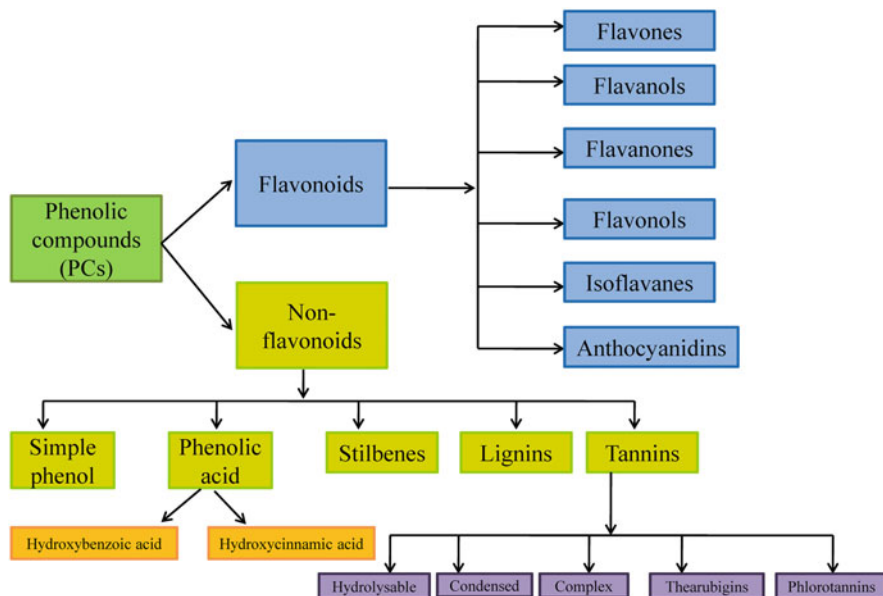 Flavones
Flavanols
Flavanones
Flavonols
Isoflavanes
Anthocyanidins
Flavonoids
Phenolic
compounds
(PCs)
Non-
flavonoids
Simple
phenol
Phenolic
acid
Stilbenes
Lignins
Tannins
Hydroxybenzoic acid
Hydroxycinnamic acid
Hydrolysable
Condensed
Complex
Thearubigins
Phlorotannins